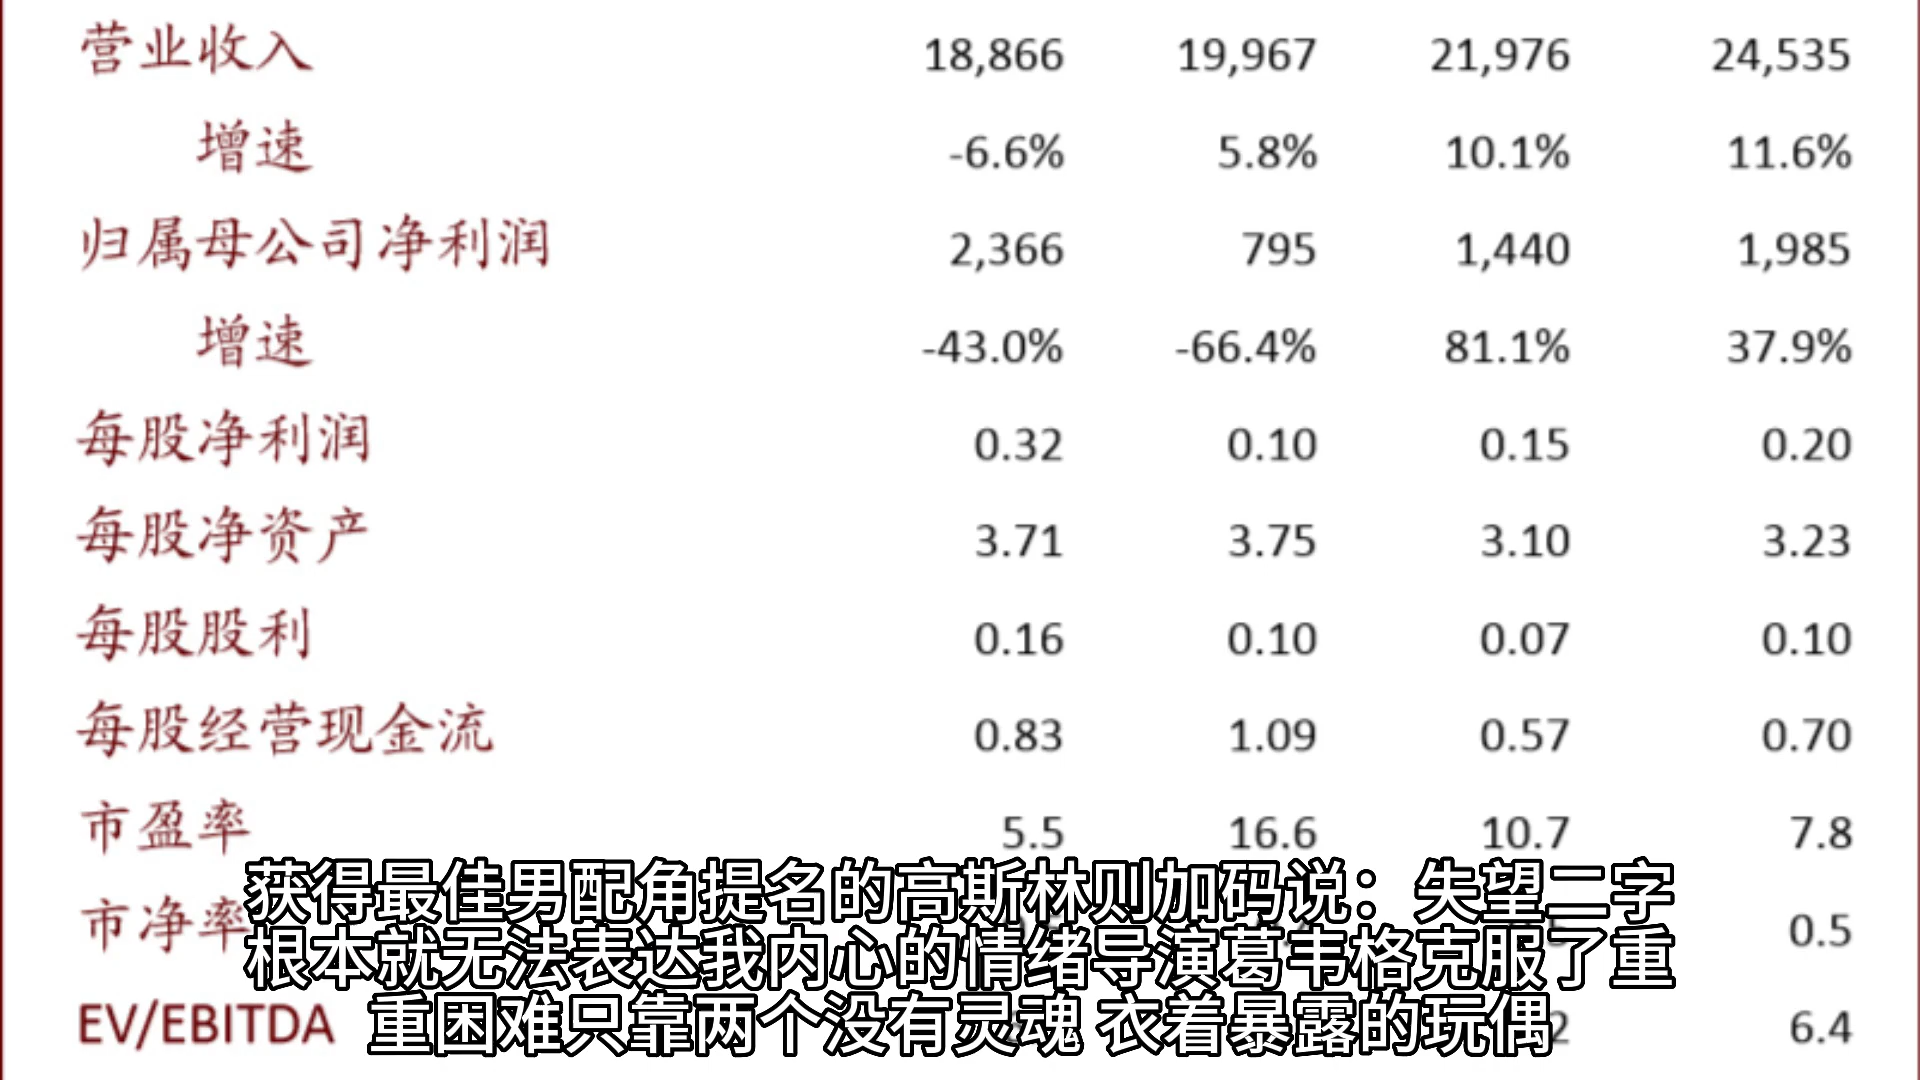 营业收入 18,866 19,967 21,976 24,535
增速 -6.6% 5.8% 10.1% 11.6%
归属母公司净利润 2,366 795 1,440 1,985
增速 -43.0% -66.4% 81.1% 37.9%
每股净利润 0.32 0.10 0.15 0.20
每股净资产 3.71 3.75 3.10 3.23
每股股利 0.16 0.10 0.07 0.10
每股经营现金流 0.83 1.09 0.57 0.70
市盈率 5.5 16.6 10.7 7.8
市净率 0.5
EV/EBITDA 6.4
获得最佳男配角提名的高斯林则加码说：失望二字
根本就无法表达我内心的情绪导演葛韦格克服了重
重困难只靠两个没有灵魂 衣着暴露的玩偶